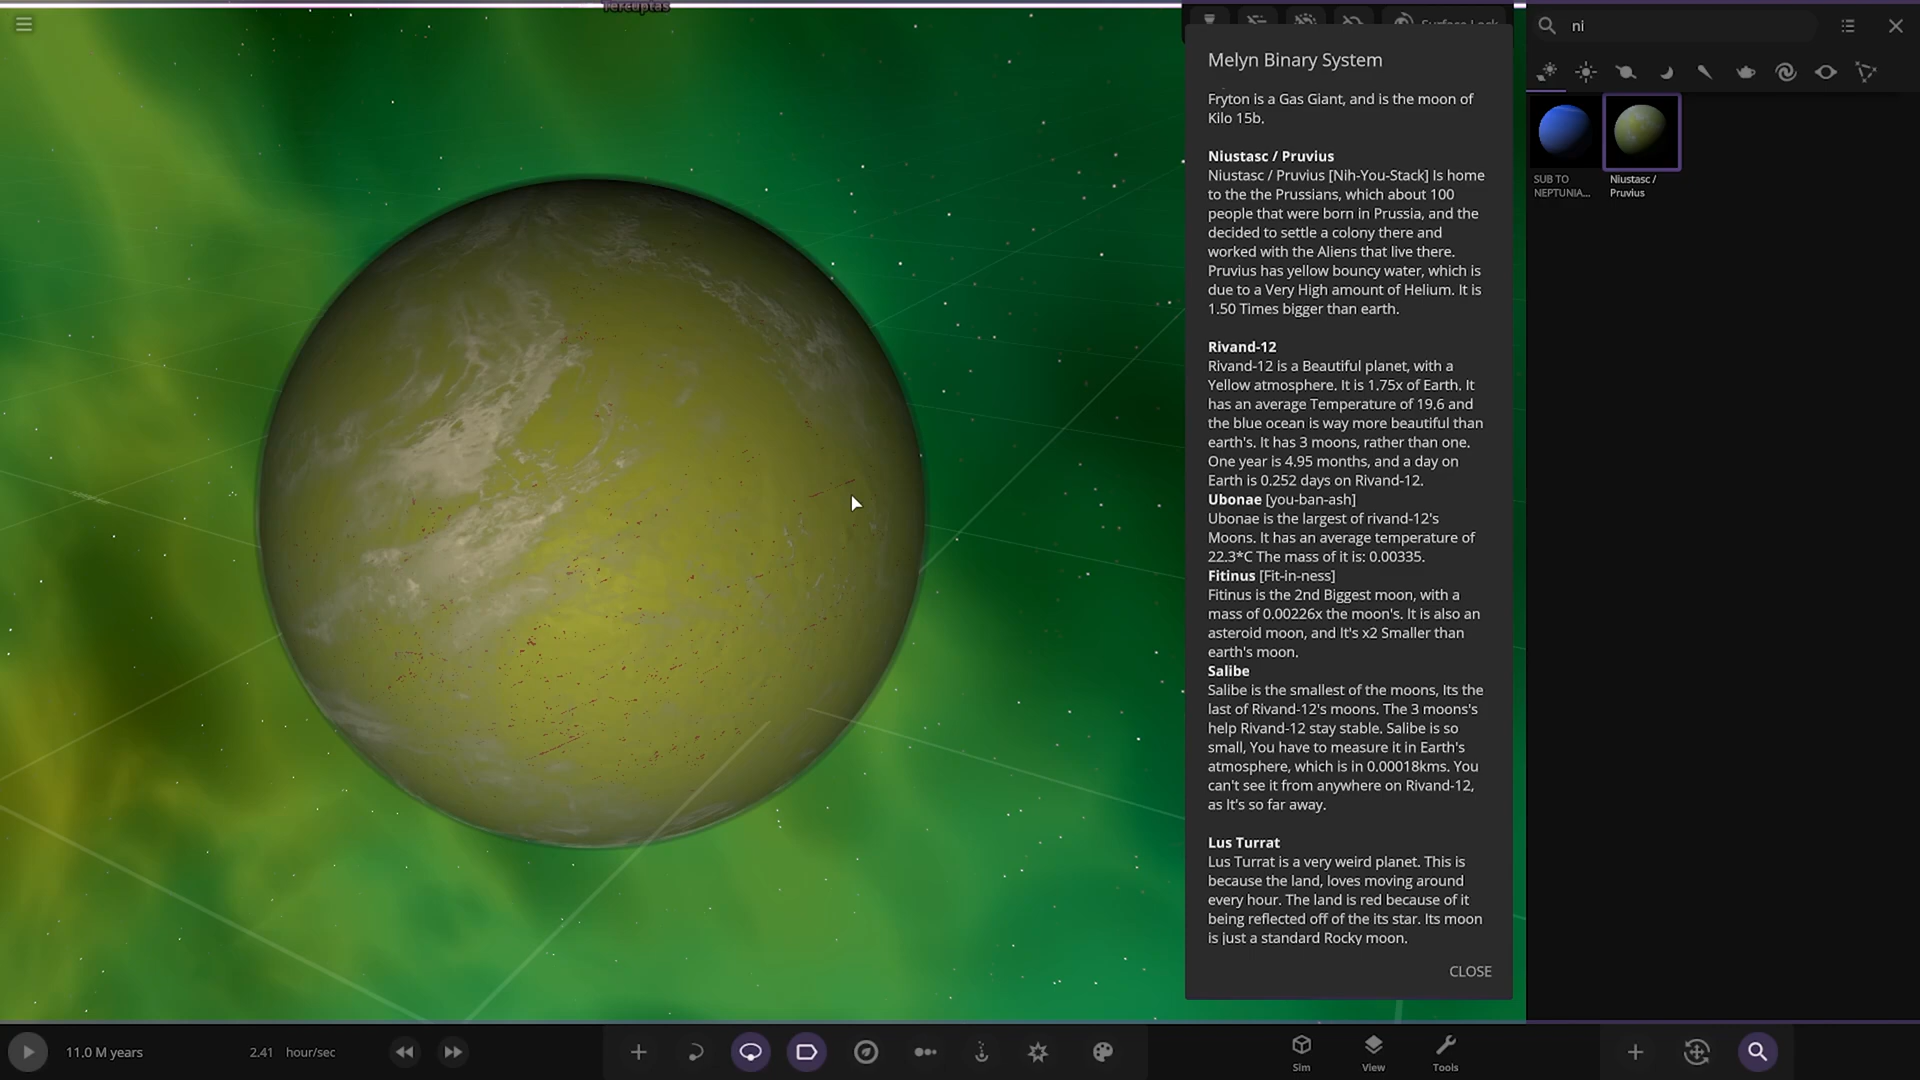 Tercuptas
Surface Lock
ni
Melyn Binary System
Fryton is a Gas Giant, and is the moon of
Kilo 15b.
Niustasc / Pruvius
Niustasc / Pruvius [Nih-You-Stack] Is home
to the the Prussians, which about 100
people that were born in Prussia, and the
decided to settle a colony there and
worked with the Aliens that live there.
Pruvius has yellow bouncy water, which is
due to a Very High amount of Helium. It is
1.50 Times bigger than earth.
Rivand-12
Rivand-12 is a Beautiful planet, with a
Yellow atmosphere. It is 1.75x of Earth. It
has an average Temperature of 19.6 and
the blue ocean is way more beautiful than
earth's. It has 3 moons, rather than one.
One year is 4.95 months, and a day on
Earth is 0.252 days on Rivand-12.
Ubonae [you-ban-ash]
Ubonae is the largest of rivand-12's
Moons. It has an average temperature of
22.3*C The mass of it is: 0.00335.
Fitinus [Fit-in-ness]
Fitinus is the 2nd Biggest moon, with a
mass of 0.00226x the moon's. It is also an
asteroid moon, and It's x2 Smaller than
earth's moon.
Salibe
Salibe is the smallest of the moons, Its the
last of Rivand-12's moons. The 3 moons's
help Rivand-12 stay stable. Salibe is so
small, You have to measure it in Earth's
atmosphere, which is in 0.00018kms. You
can't see it from anywhere on Rivand-12,
as It's so far away.
Lus Turrat
Lus Turrat is a very weird planet. This is
because the land, loves moving around
every hour. The land is red because of it
being reflected off of the its star. Its moon
is just a standard Rocky moon.
CLOSE
SUB TO
NEPTUNIA...
Niustasc /
Pruvius
11.0 M years
2.41 hour/sec
Sim
View
Tools